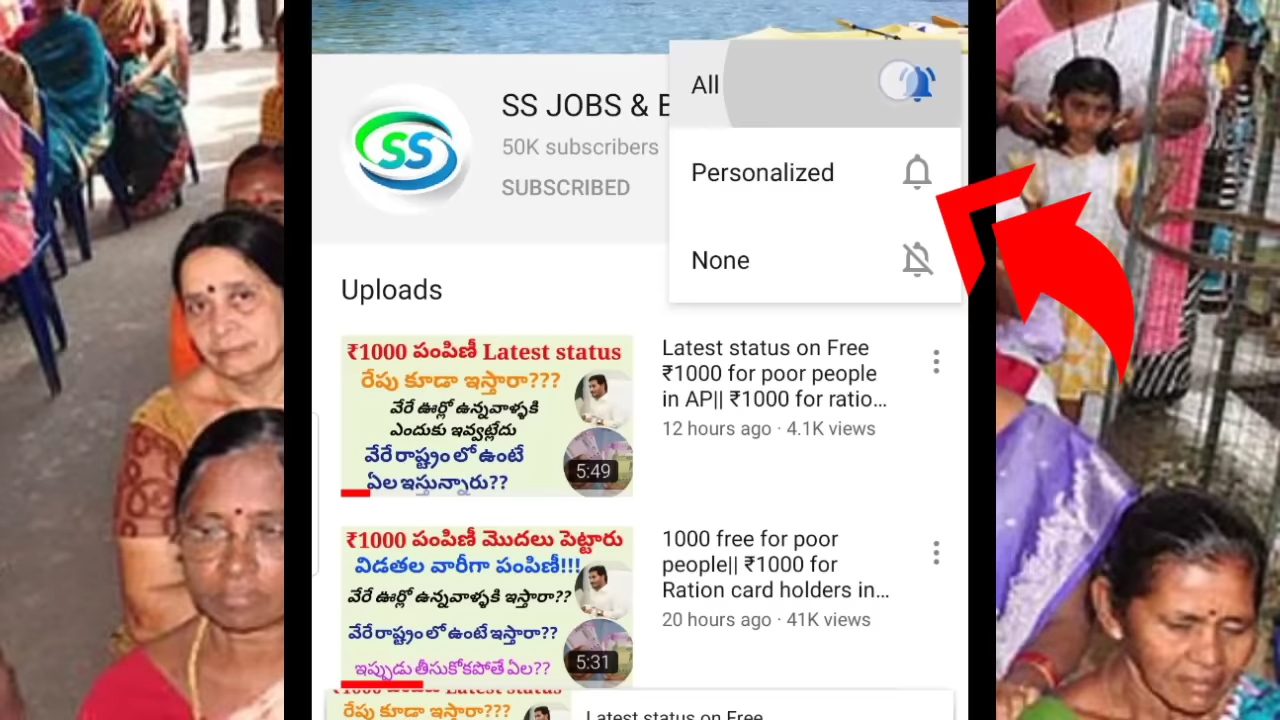 SS JOBS & E
50K subscribers
SUBSCRIBED
All
Personalized
None
SS
Uploads
₹1000 పంపిణీ Latest status
రేపు కూడా ఇస్తారా???
వేరే ఊర్లో ఉన్నవాళ్ళకి
ఎందుకు ఇవ్వట్లేదు
వేరే రాష్ట్రం లో ఉంటే
ఏల ఇస్తున్నారు??
5:49
Latest status on Free
₹1000 for poor people
in AP|| ₹1000 for ratio...
12 hours ago · 4.1K views
₹1000 పంపిణీ మొదలు పెట్టారు
విడతల వారీగా పంపిణీ!!!
వేరే ఊర్లో ఉన్నవాళ్ళకి ఇస్తారా??
వేరే రాష్ట్రం లో ఉంటే ఇస్తారా??
ఇప్పుడు తీసుకోకపోతే ఏల??
5:31
1000 free for poor
people|| ₹1000 for
Ration card holders in...
20 hours ago · 41K views
₹1000 పంపిణీ Latest status
రేపు కూడా ఇస్తారా???
Latest status on Free